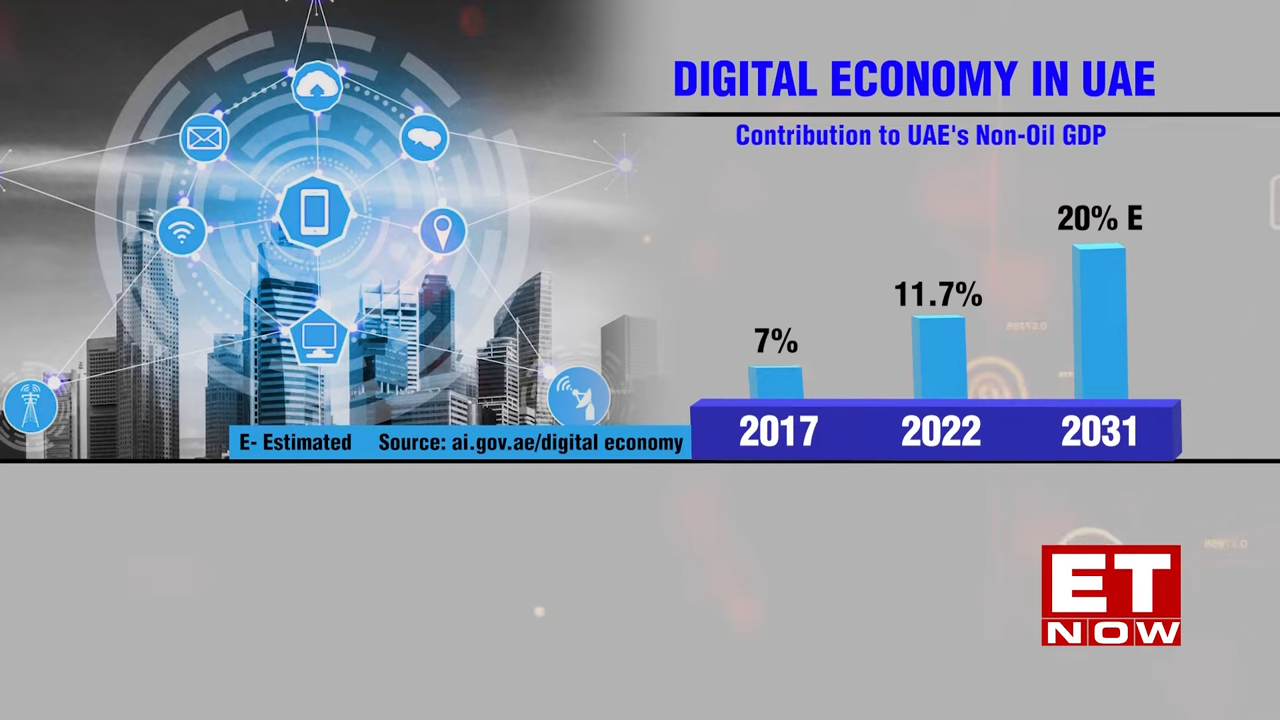 DIGITAL ECONOMY IN UAE
Contribution to UAE's Non-Oil GDP
7%
11.7%
20% E
2017
2022
2031
E- Estimated Source: ai.gov.ae/digital economy
ET
NOW